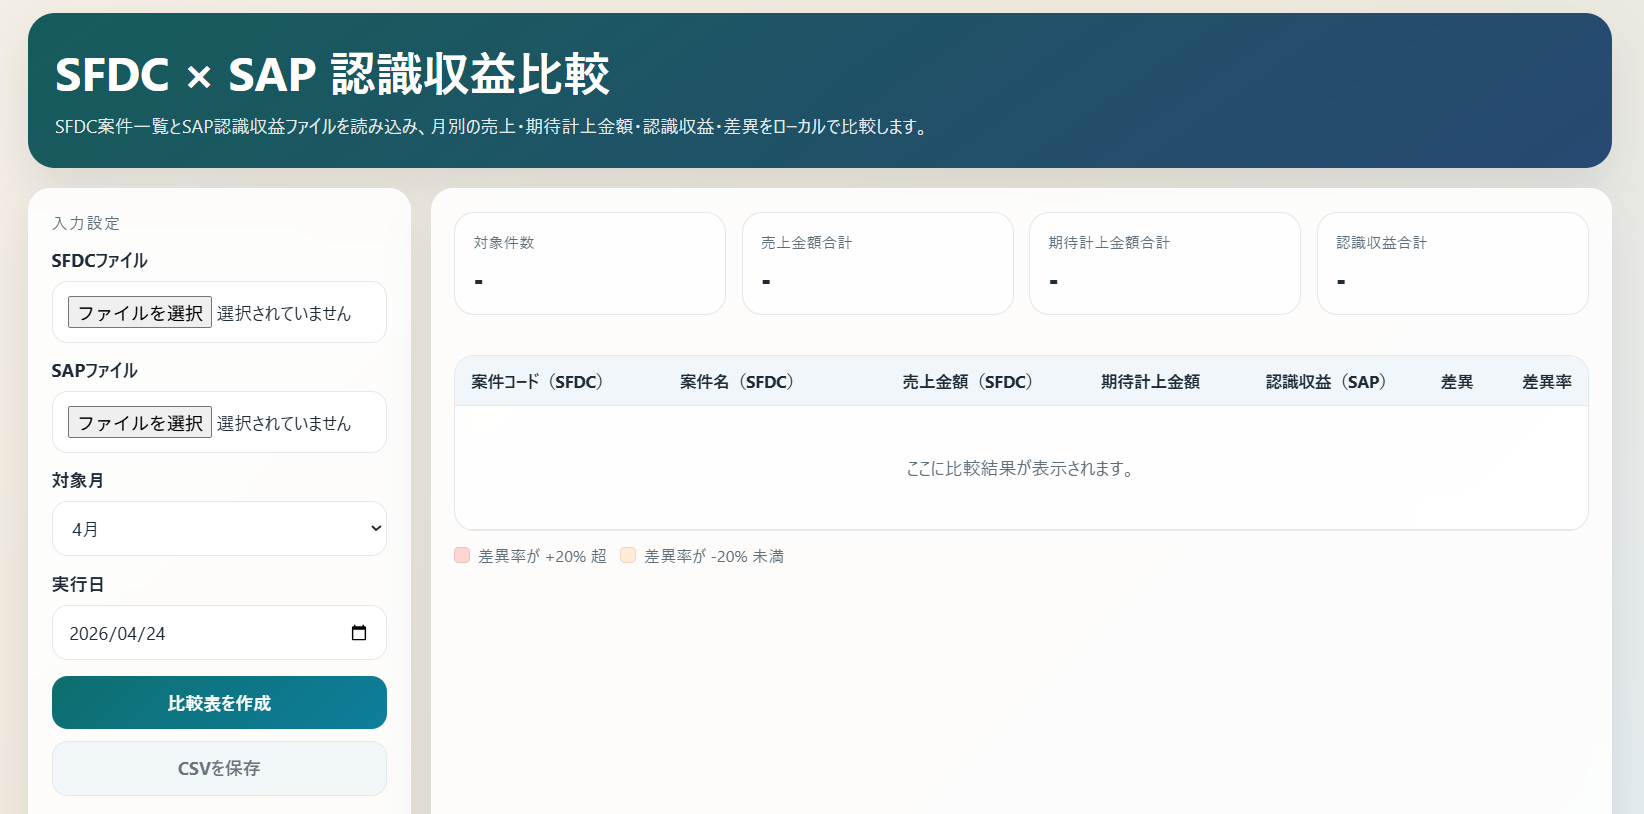 SFDC × SAP 認識収益比較
SFDC案件一覧とSAP認識収益ファイルを読み込み、月別の売上・期待計上金額・認識収益・差異をローカルで比較します。
入力設定
SFDCファイル
ファイルを選択 選択されていません
SAPファイル
ファイルを選択 選択されていません
対象月
4月
実行日
2026/04/24
比較表を作成
CSVを保存
対象件数
-
売上金額合計
-
期待計上金額合計
-
認識収益合計
-
案件コード（SFDC） 案件名（SFDC） 売上金額（SFDC） 期待計上金額 認識収益（SAP） 差異 差異率
ここに比較結果が表示されます。
差異率が +20% 超 差異率が -20% 未満